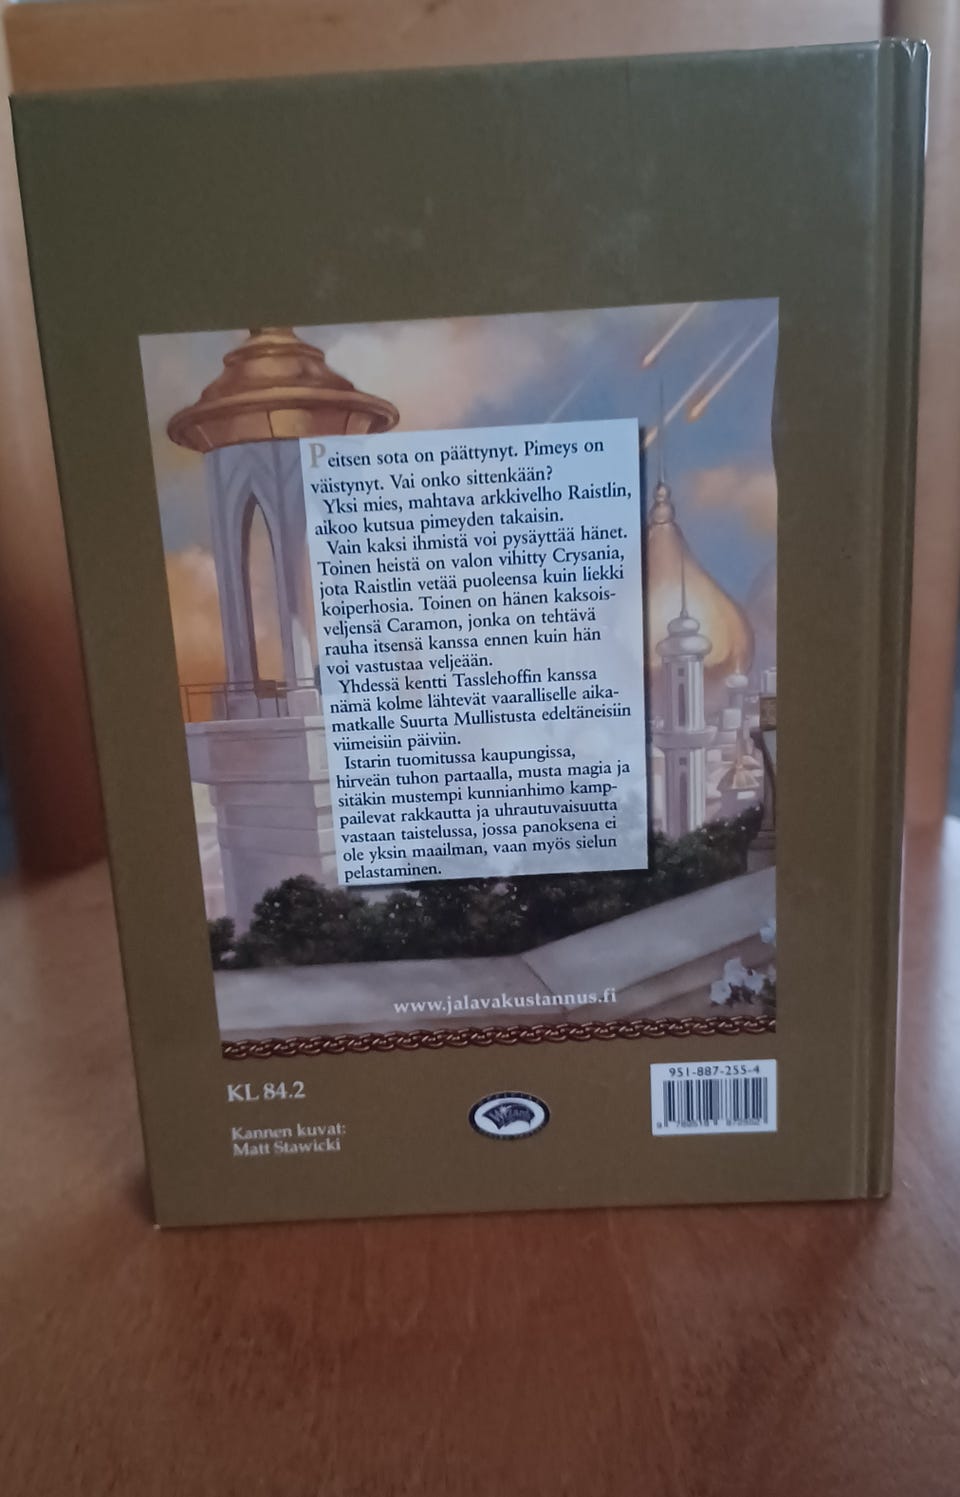 Peitsen sota on päättynyt. Pimeys on
väistynyt. Vai onko sittenkään?
Yksi mies, mahtava arkkivelho Raistlin,
aikoo kutsua pimeyden takaisin.
Vain kaksi ihmistä voi pysäyttää hänet.
Toinen heistä on valon vihitty Crysania,
jota Raistlin vetää puoleensa kuin liekki
koiperhosia. Toinen on hänen kaksois-
veljensä Caramon, jonka on tehtävä
rauha itsensä kanssa ennen kuin hän
voi vastustaa veljeään.
Yhdessä kentti Tasslehoffin kanssa
nämä kolme lähtevät vaaralliselle aika-
matkalle Suurta Mullistusta edeltäneisiin
viimeisiin päiviin.
Istarin tuomitussa kaupungissa,
hirveän tuhon partaalla, musta magia ja
sitäkin mustempi kunnianhimo kamp-
pailevat rakkautta ja uhrautuvaisuutta
vastaan taistelussa, jossa panoksena ei
ole yksin maailman, vaan myös sielun
pelastaminen.
www.jalavakustannus.fi
KL 84.2
951-887-255-4
Kannen kuvat:
Matt Stawicki